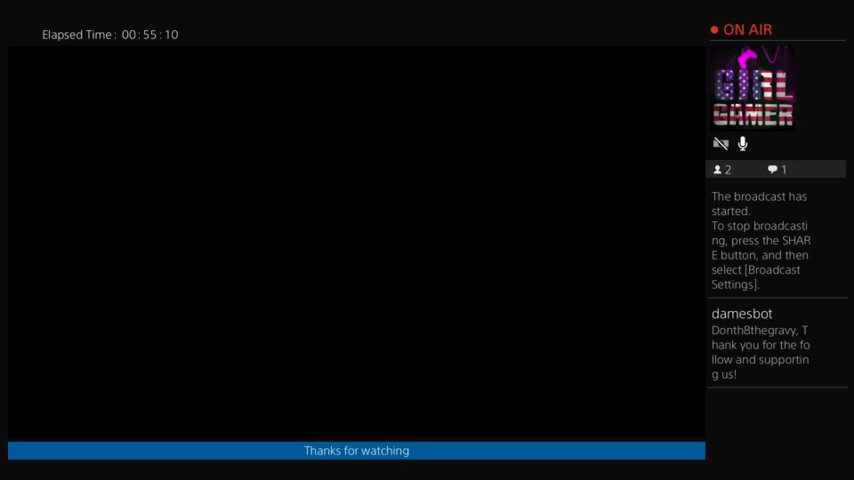 Elapsed Time: 00:55:10
ON AIR
GIRL
GAMER
2
1
The broadcast has
started.
To stop broadcasti
ng, press the SHAR
E button, and then
select [Broadcast
Settings].
damesbot
Donth8thegravy, T
hank you for the fo
llow and supportin
g us!
Thanks for watching